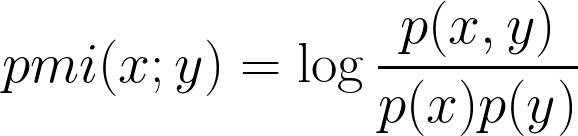 pmi(x; y) = log p(x, y) / p(x)p(y)